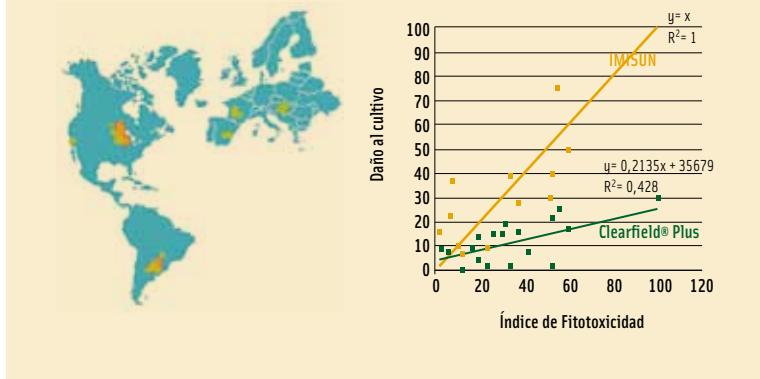 y= x
R²= 1
IMISUN
y= 0,2135x + 35679
R²= 0,428
Clearfield® Plus
Daño al cultivo
100
90
80
70
60
50
40
30
20
10
0
0 20 40 60 80 100 120
Índice de Fitotoxicidad